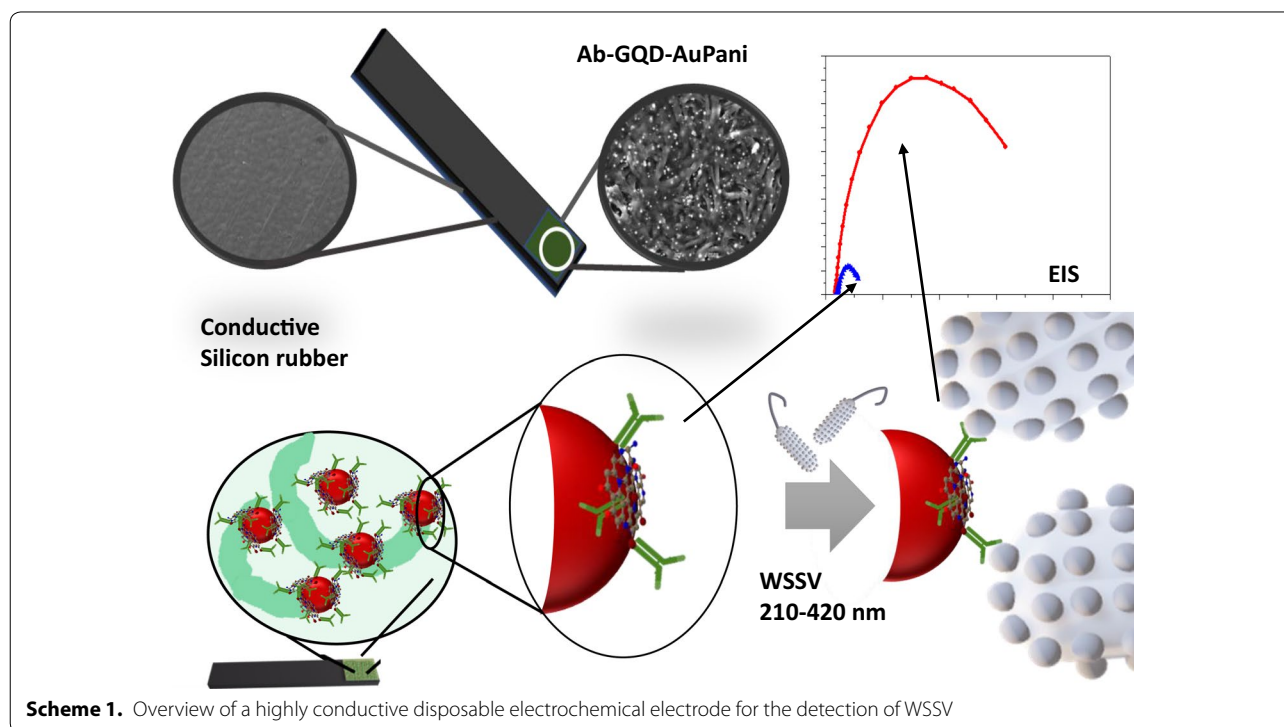 Ab-GQD-AuPani
EIS
Conductive
Silicon rubber
WSSV
210-420 nm
Scheme 1. Overview of a highly conductive disposable electrochemical electrode for the detection of WSSV